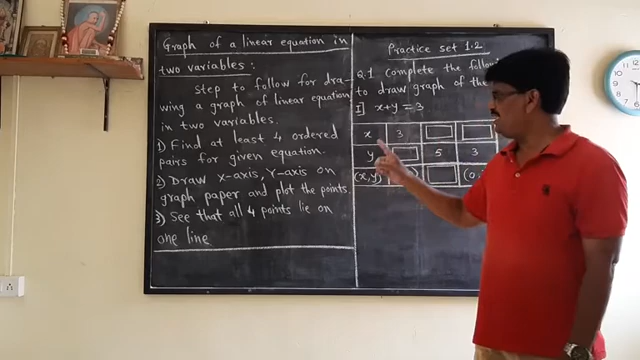 Graph of a linear equation in
two variables :
Step to follow for dra-
wing a graph of linear equation
in two variables.
1) Find at least 4 ordered
pairs for given equation.
2) Draw X-axis, Y-axis on
graph paper and plot the points.
3) See that all 4 points lie on
one line
Practice set 1.2
Q.1 Complete the
to draw graph of the
I] x+y = 3
x 3
y 5 3
(x,y) (0,